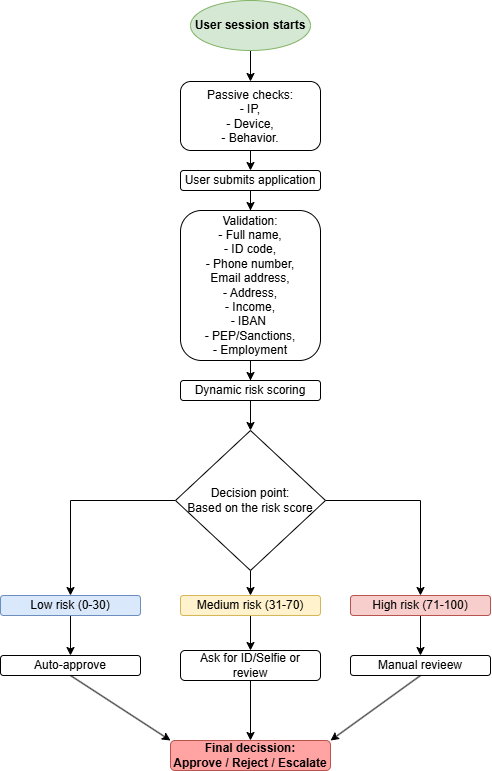 User session starts
Passive checks:
- IP,
- Device,
- Behavior.
User submits application
Validation:
- Full name,
- ID code,
- Phone number,
Email address,
- Address,
- Income,
- IBAN
- PEP/Sanctions,
- Employment
Dynamic risk scoring
Decision point:
Based on the risk score
Low risk (0-30)
Medium risk (31-70)
High risk (71-100)
Auto-approve
Ask for ID/Selfie or
review
Manual revieew
Final decission:
Approve / Reject / Escalate